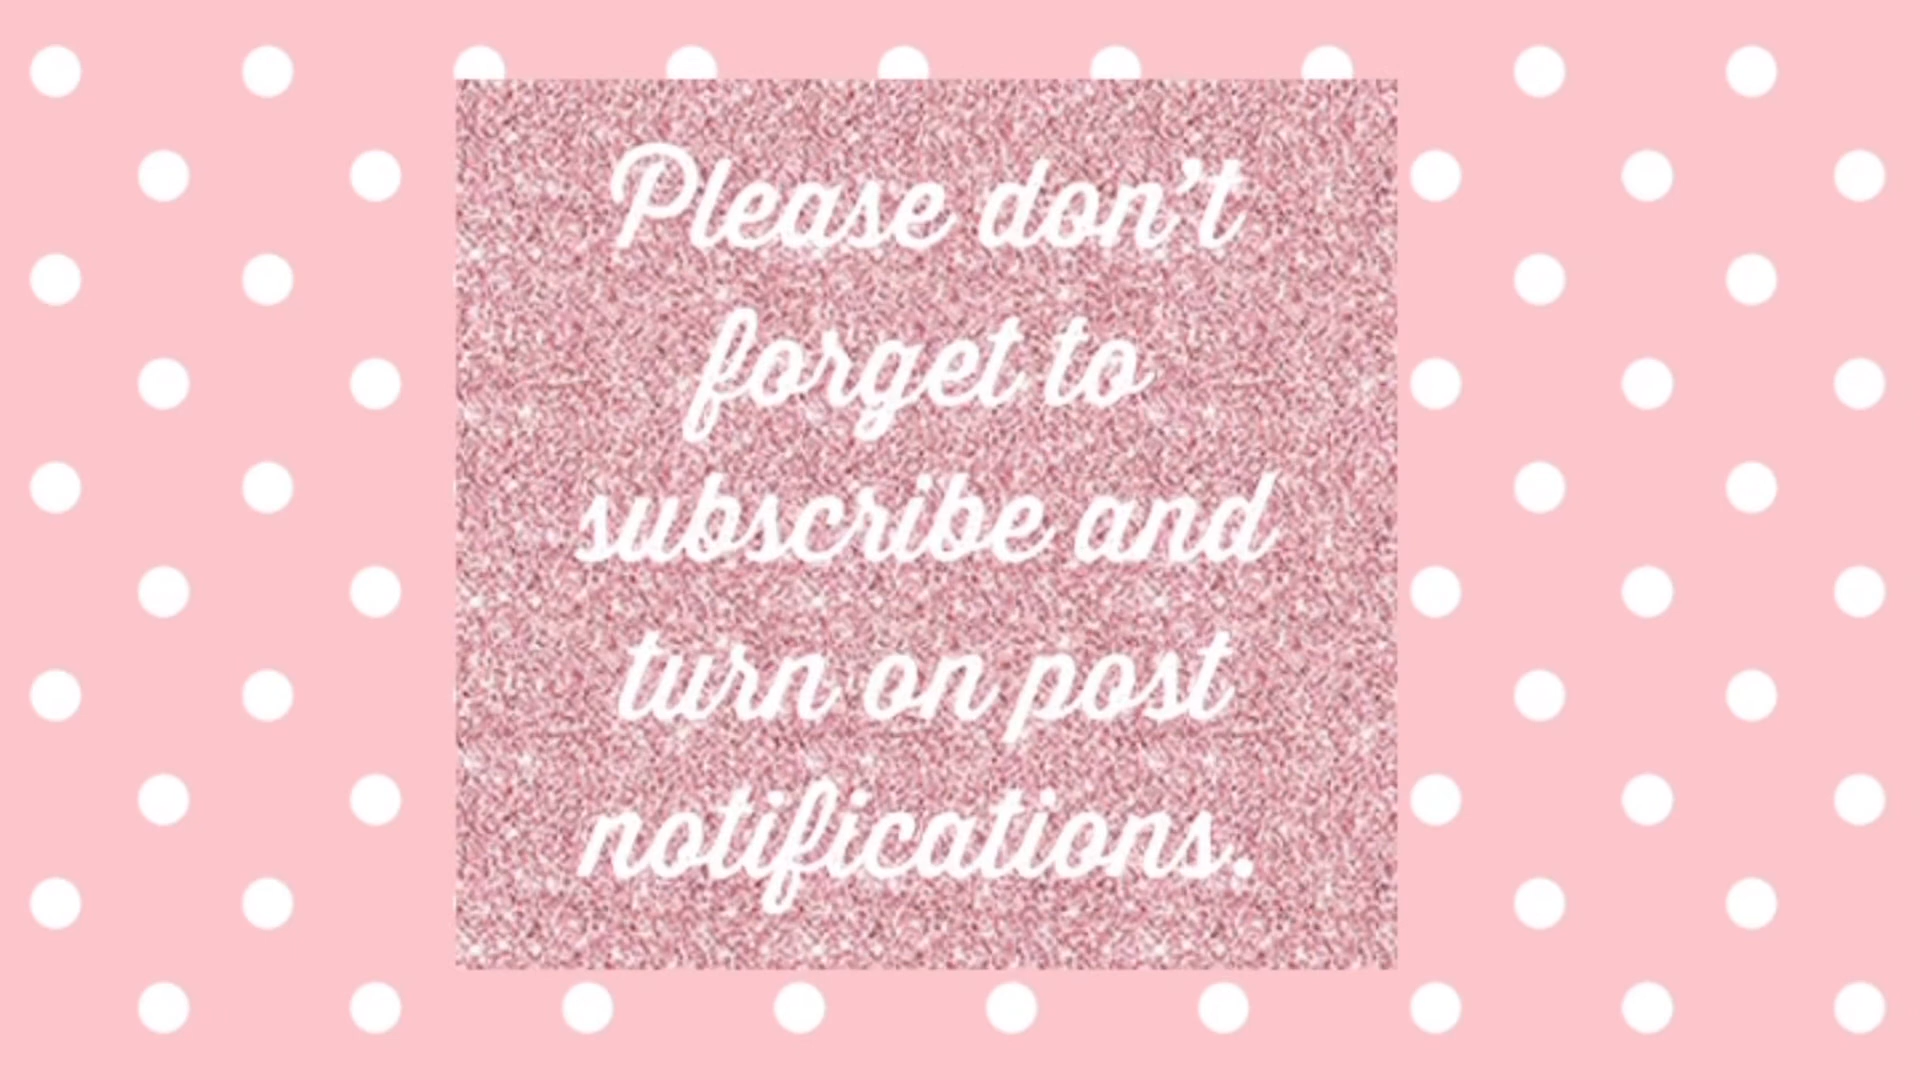 Please don't
forget to
subscribe and
turn on post
notifications.